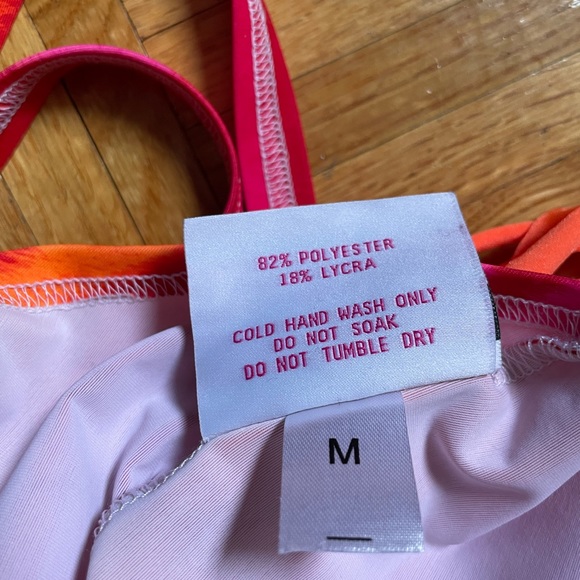 82% POLYESTER
18% LYCRA
COLD HAND WASH ONLY
DO NOT SOAK
DO NOT TUMBLE DRY
M